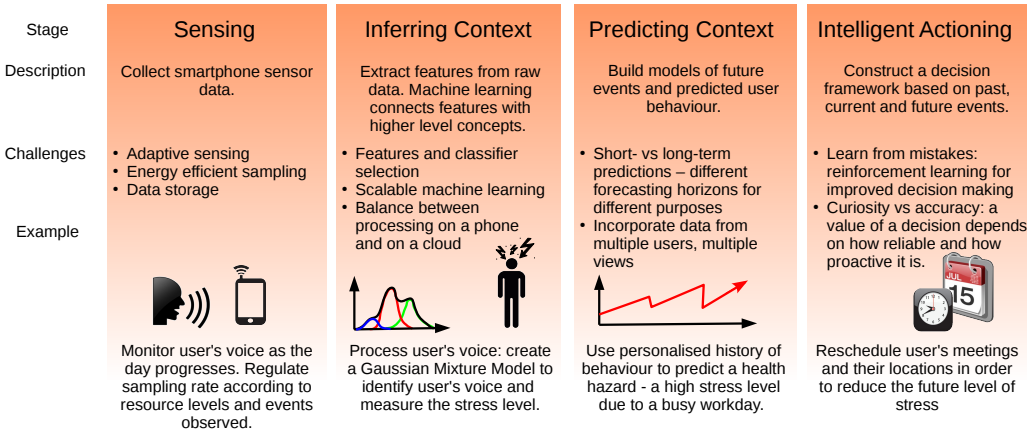 Stage
Sensing
Inferring Context
Predicting Context
Intelligent Actioning
Description
Collect smartphone sensor
data.
Extract features from raw
data. Machine learning
connects features with
higher level concepts.
Build models of future
events and predicted user
behaviour.
Construct a decision
framework based on past,
current and future events.
Challenges
• Adaptive sensing
• Energy efficient sampling
• Data storage
• Features and classifier
selection
• Scalable machine learning
• Balance between
processing on a phone
and on a cloud
• Short- vs long-term
predictions – different
forecasting horizons for
different purposes
• Incorporate data from
multiple users, multiple
views
• Learn from mistakes:
reinforcement learning for
improved decision making
• Curiosity vs accuracy: a
value of a decision depends
on how reliable and how
proactive it is.
Example
JUL
15
Monitor user's voice as the
day progresses. Regulate
sampling rate according to
resource levels and events
observed.
Process user's voice: create
a Gaussian Mixture Model to
identify user's voice and
measure the stress level.
Use personalised history of
behaviour to predict a health
hazard - a high stress level
due to a busy workday.
Reschedule user's meetings
and their locations in order
to reduce the future level of
stress